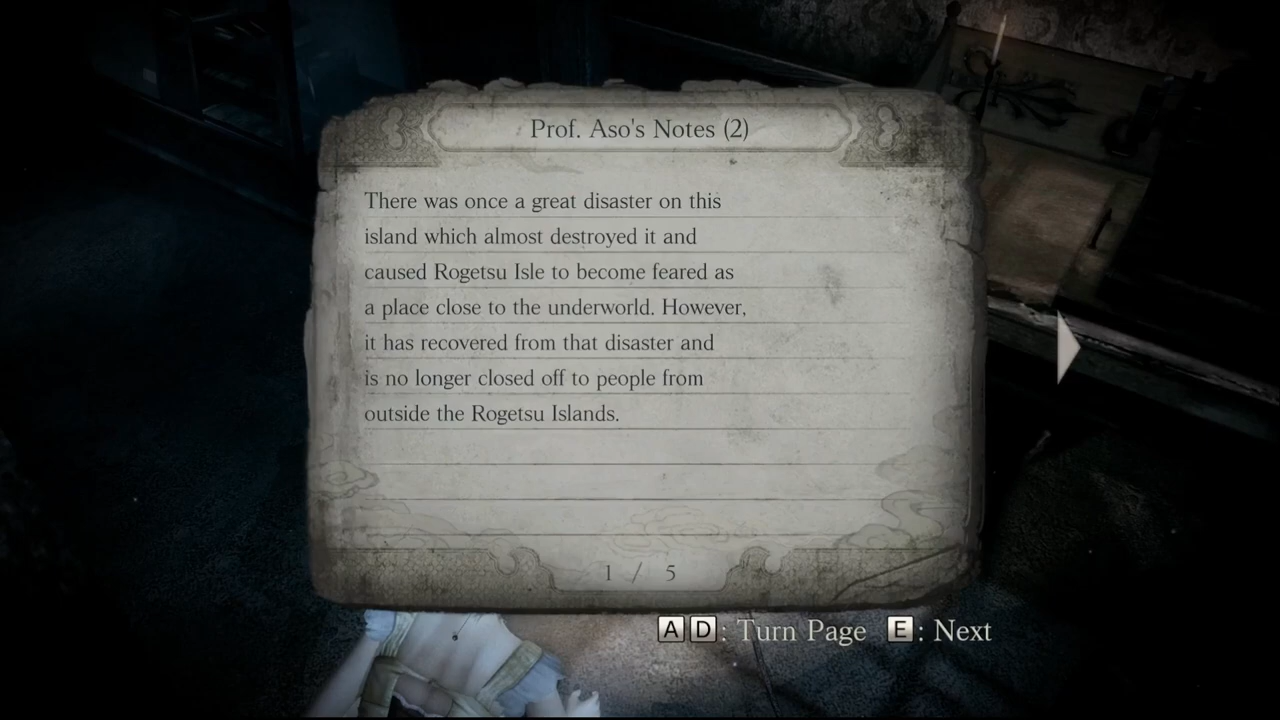 Prof. Aso's Notes (2)
There was once a great disaster on this
island which almost destroyed it and
caused Rogetsu Isle to become feared as
a place close to the underworld. However,
it has recovered from that disaster and
is no longer closed off to people from
outside the Rogetsu Islands.
1 / 5
A D : Turn Page E : Next